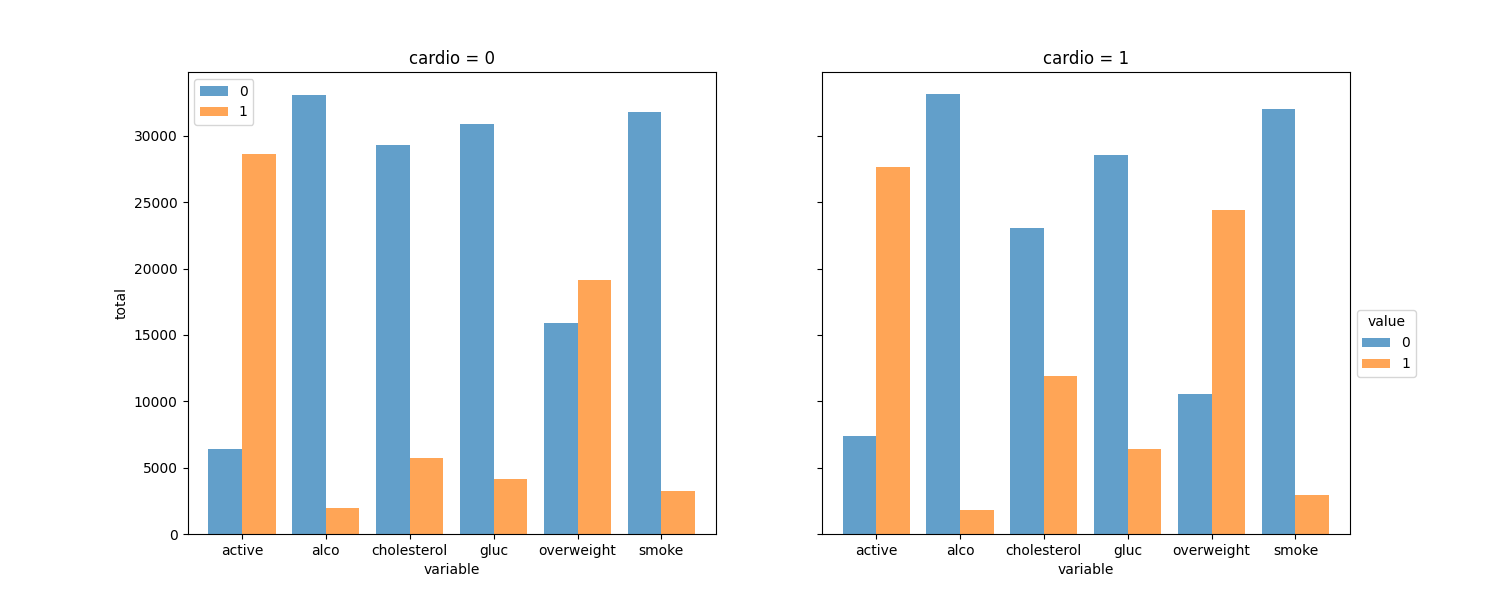 cardio = 0
0
1
30000
25000
20000
15000
10000
5000
0
total
active alco cholesterol gluc overweight smoke
variable
cardio = 1
active alco cholesterol gluc overweight smoke
variable
value
0
1